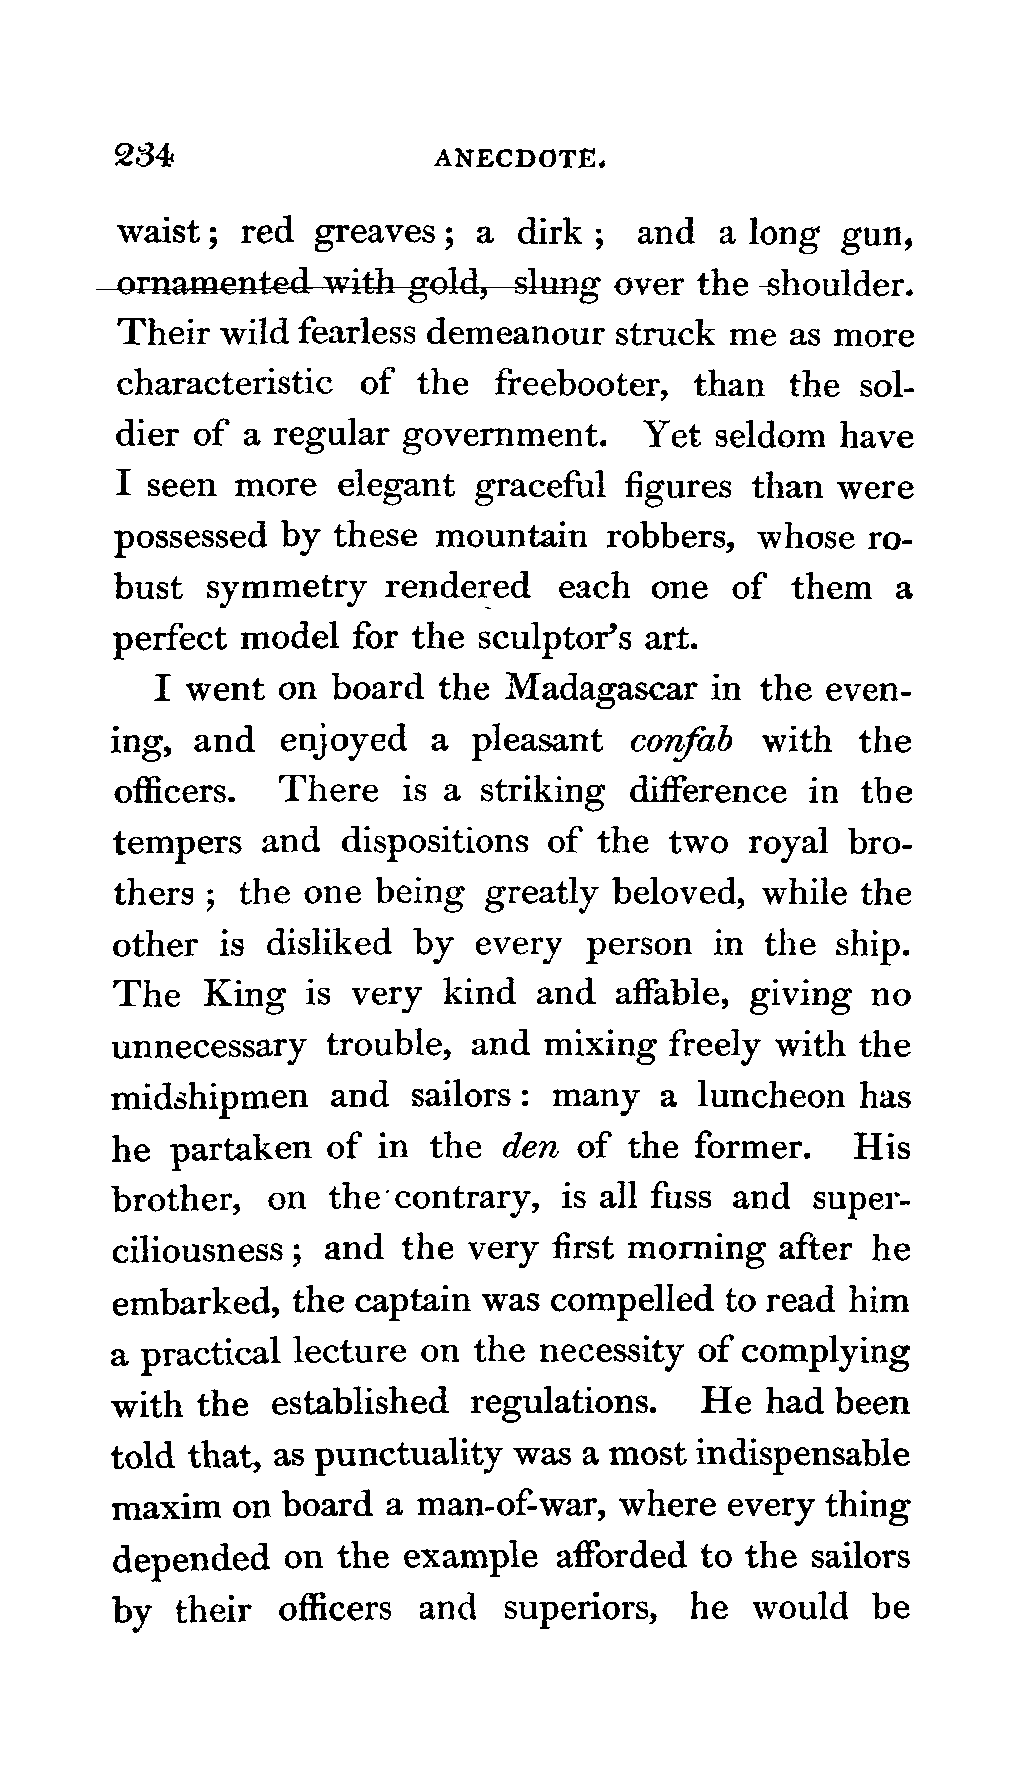 234 ANECDOTE.
waist; red greaves; a dirk; and a long gun,
ornamented with gold, slung over the shoulder.
Their wild fearless demeanour struck me as more
characteristic of the freebooter, than the sol-
dier of a regular government. Yet seldom have
I seen more elegant graceful figures than were
possessed by these mountain robbers, whose ro-
bust symmetry rendered each one of them a
perfect model for the sculptor's art.
I went on board the Madagascar in the even-
ing, and enjoyed a pleasant confab with the
officers. There is a striking difference in the
tempers and dispositions of the two royal bro-
thers; the one being greatly beloved, while the
other is disliked by every person in the ship.
The King is very kind and affable, giving no
unnecessary trouble, and mixing freely with the
midshipmen and sailors: many a luncheon has
he partaken of in the den of the former. His
brother, on the contrary, is all fuss and super-
ciliousness; and the very first morning after he
embarked, the captain was compelled to read him
a practical lecture on the necessity of complying
with the established regulations. He had been
told that, as punctuality was a most indispensable
maxim on board a man-of-war, where every thing
depended on the example afforded to the sailors
by their officers and superiors, he would be